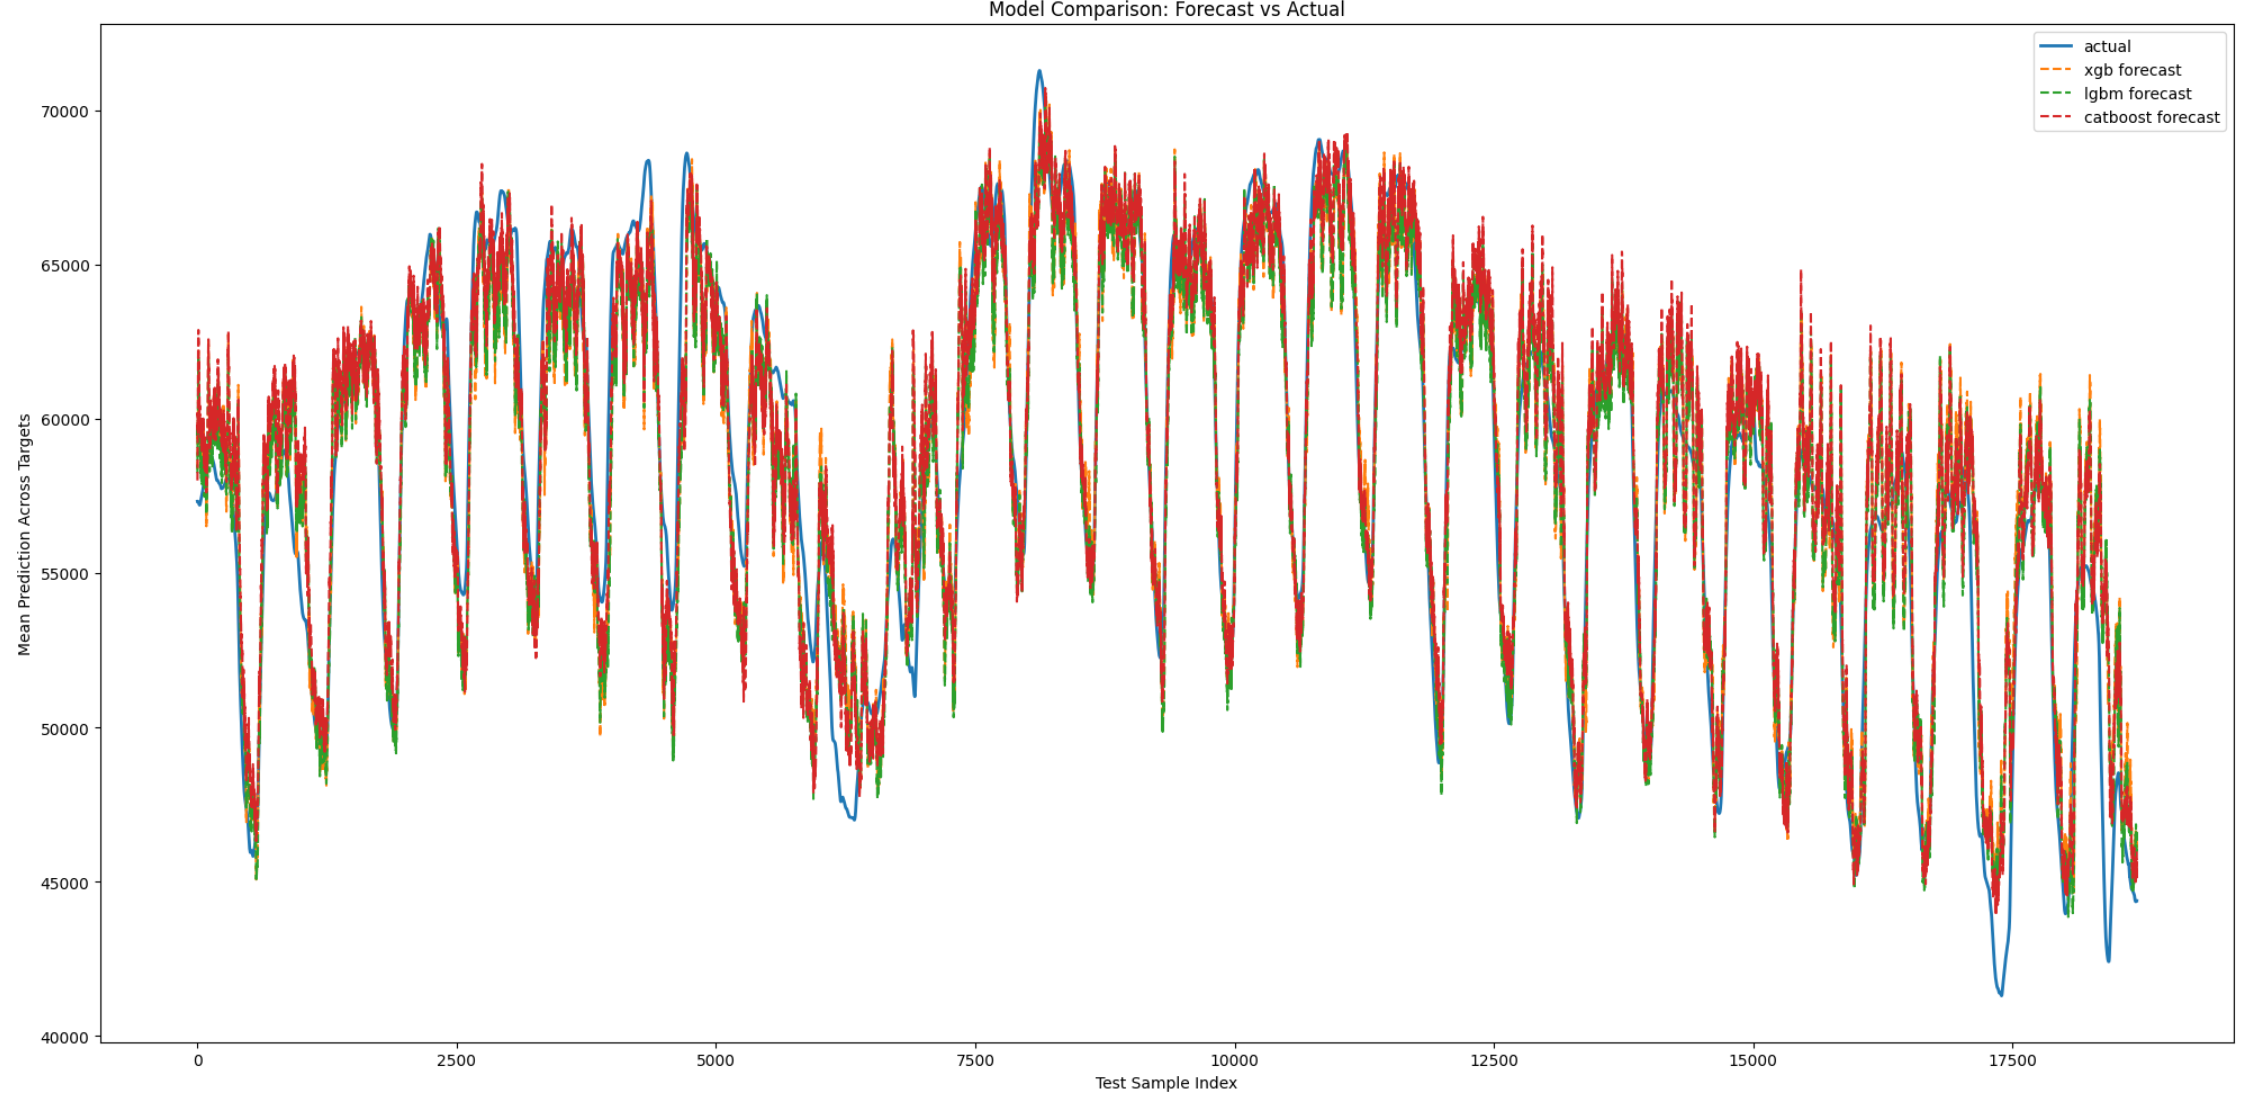 Model Comparison: Forecast vs Actual
actual
xgb forecast
lgbm forecast
catboost forecast
Mean Prediction Across Targets
70000
65000
60000
55000
50000
45000
40000
0
2500
5000
7500
10000
12500
15000
17500
Test Sample Index